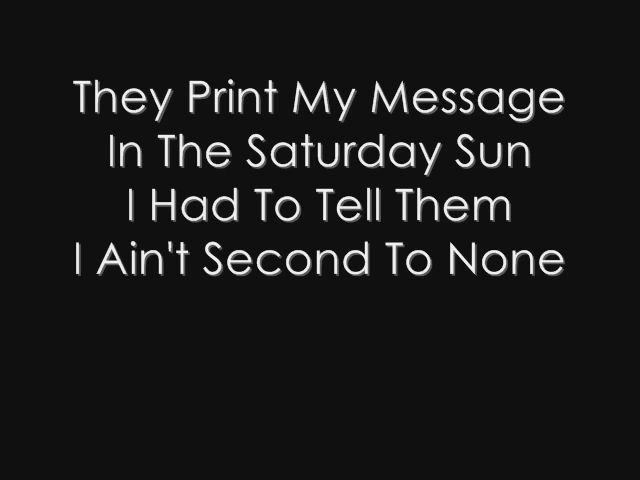 They Print My Message
In The Saturday Sun
I Had To Tell Them
I Ain't Second To None